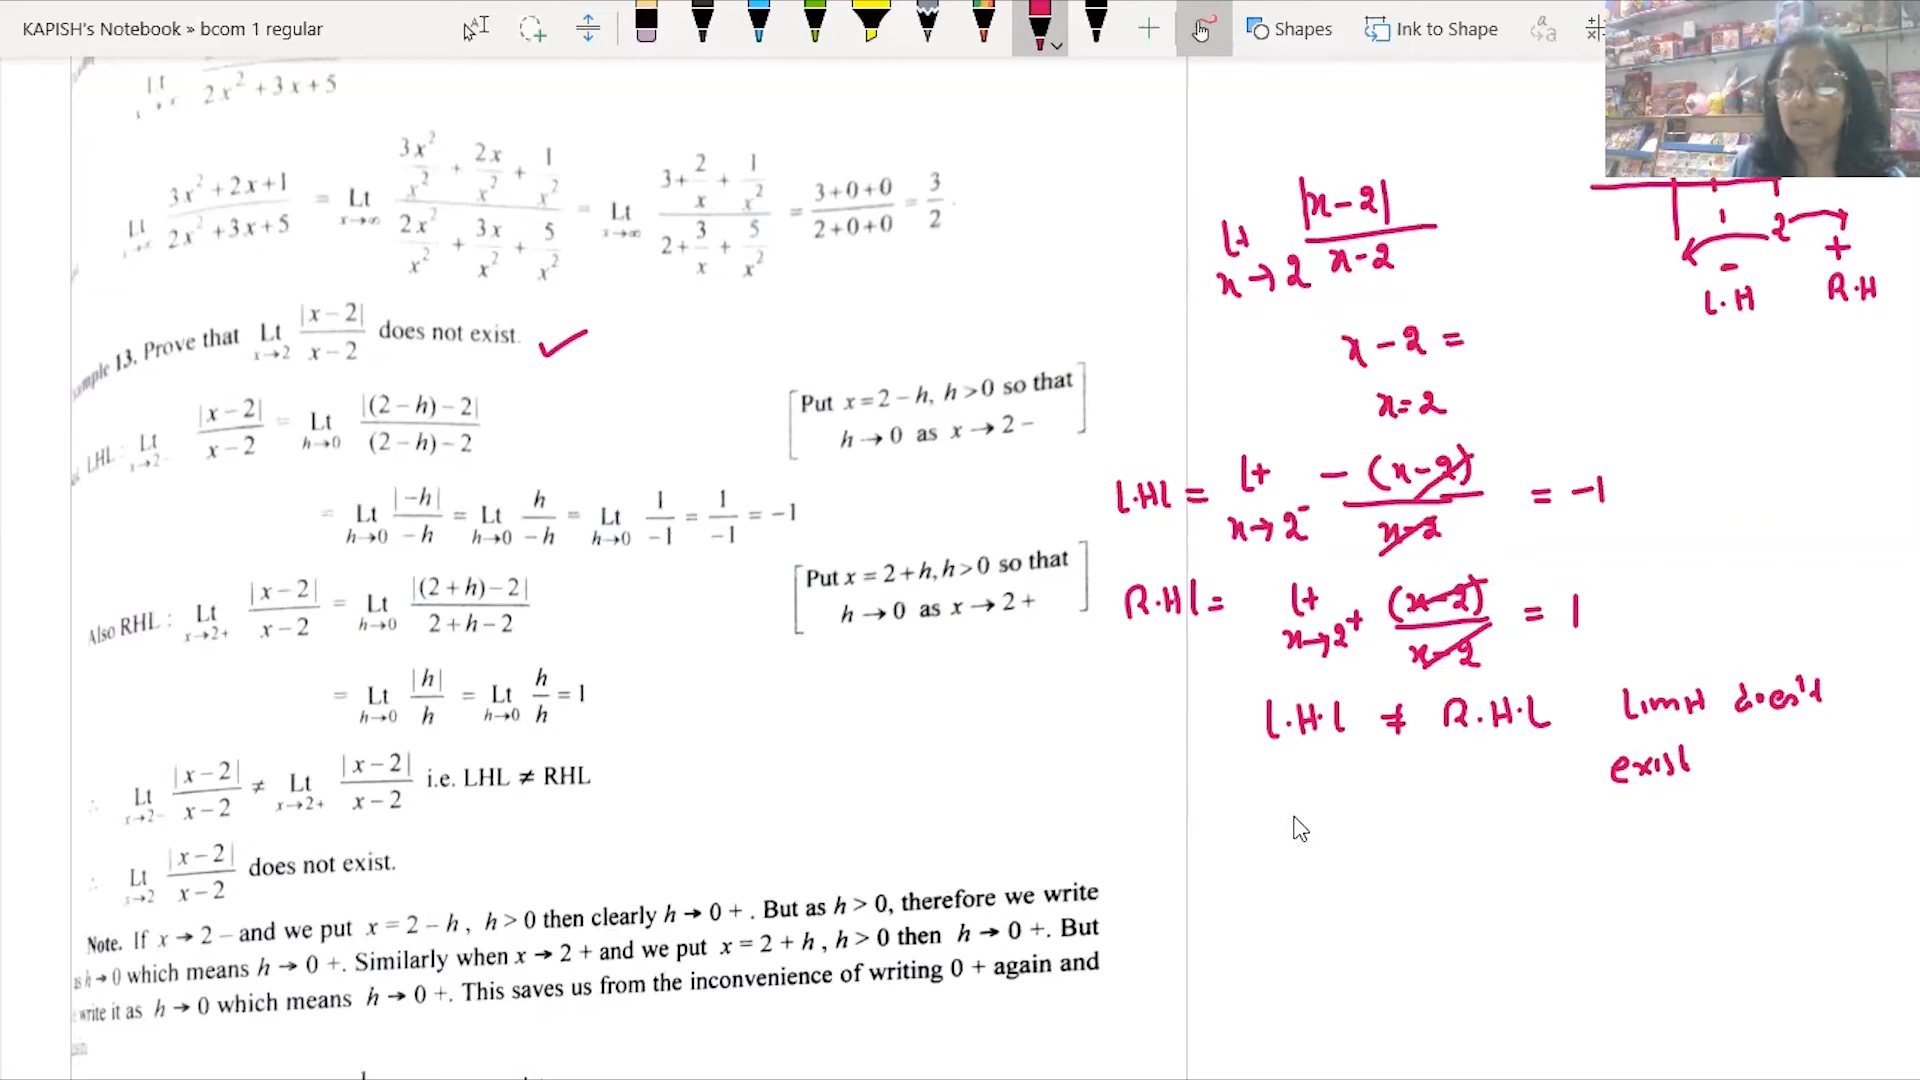 KAPISH's Notebook » bcom 1 regular
Shapes
Ink to Shape
Lt 2x² + 3x + 5
Lt 3x² + 2x + 1 / 2x² + 3x + 5 = Lt x→∞ (3x²/x² + 2x/x² + 1/x²) / (2x²/x² + 3x/x² + 5/x²) = Lt x→∞ (3 + 2/x + 1/x²) / (2 + 3/x + 5/x²) = (3+0+0)/(2+0+0) = 3/2 .
mple 13. Prove that Lt x→2 |x−2|/(x−2) does not exist. ✓
LHL : Lt x→2− |x−2|/(x−2) = Lt h→0 |(2−h)−2|/((2−h)−2) [Put x = 2 − h, h > 0 so that
h → 0 as x → 2 −]
= Lt h→0 |−h|/−h = Lt h→0 h/−h = Lt h→0 1/−1 = 1/−1 = −1
Also RHL : Lt x→2+ |x−2|/(x−2) = Lt h→0 |(2+h)−2|/(2+h−2) [Put x = 2 + h, h > 0 so that
h → 0 as x → 2 +]
= Lt h→0 |h|/h = Lt h→0 h/h = 1
∴ Lt x→2− |x−2|/(x−2) ≠ Lt x→2+ |x−2|/(x−2) i.e. LHL ≠ RHL
∴ Lt x→2 |x−2|/(x−2) does not exist.
Note. If x → 2 − and we put x = 2 − h , h > 0 then clearly h → 0 + . But as h > 0, therefore we write
as h → 0 which means h → 0 +. Similarly when x → 2 + and we put x = 2 + h , h > 0 then h → 0 +. But
write it as h → 0 which means h → 0 +. This saves us from the inconvenience of writing 0 + again and
Lt x→2 |x−2|/(x−2)
1 2
− +
L.H R.H
x − 2 =
x = 2
L.HL = Lt x→2⁻ −(x−2)/(x−2) = −1
R.HL = Lt x→2⁺ (x−2)/(x−2) = 1
L.H.L ≠ R.H.L limit does't
exist